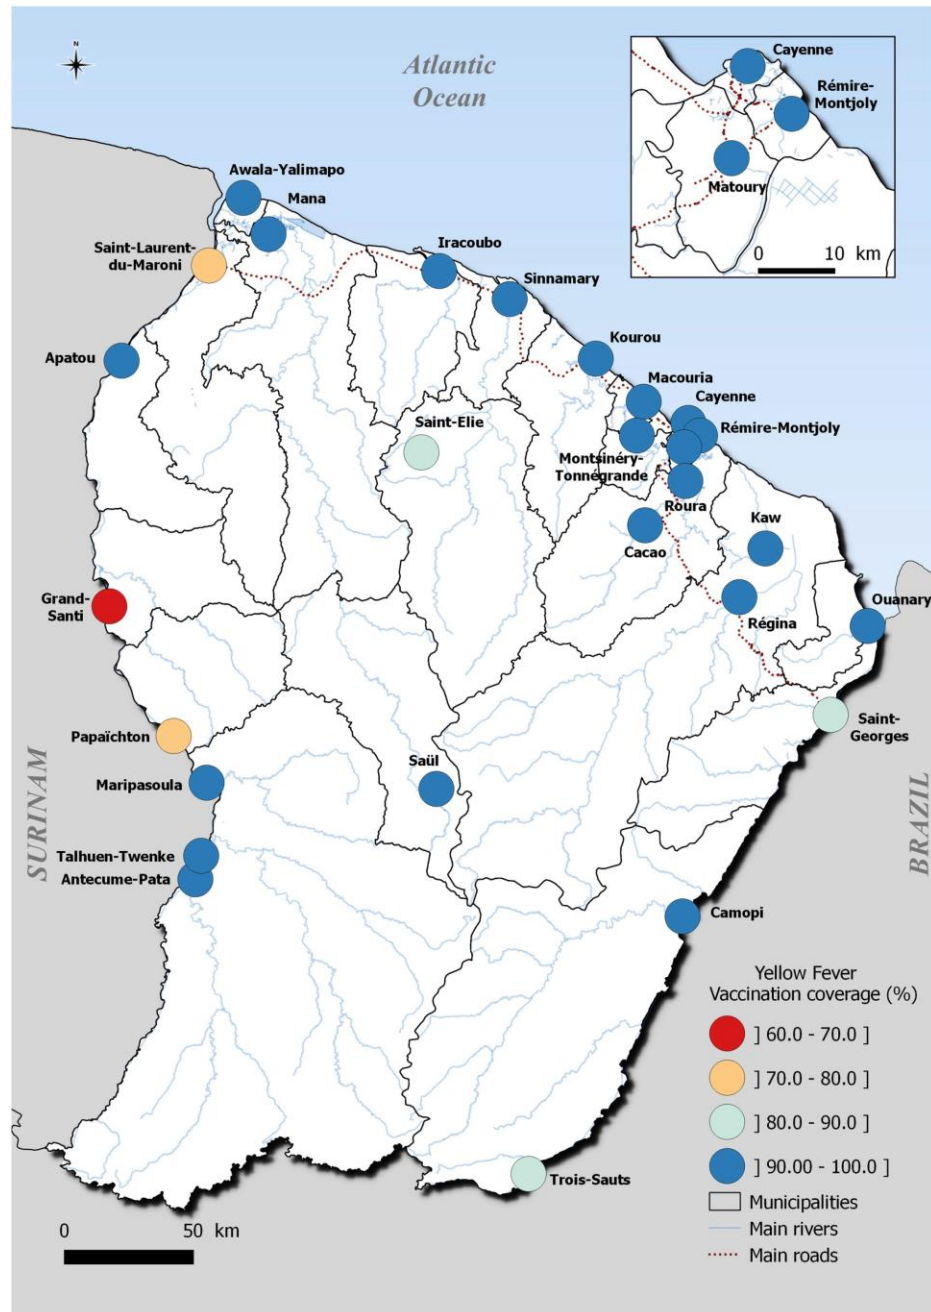 N
Atlantic
Ocean
Cayenne
Rémire-
Montjoly
Matoury
0 10 km
Awala-Yalimapo
Mana
Saint-Laurent-
du-Maroni
Iracoubo
Sinnamary
Apatou
Kourou
Macouria
Cayenne
Saint-Elie
Rémire-Montjoly
Montsinéry-
Tonnégrande
Roura
Kaw
Cacao
Grand-
Santi
Ouanary
Régina
Papaïchton
Saint-
Georges
Maripasoula
Saül
SURINAM
BRAZIL
Talhuen-Twenke
Antecume-Pata
Camopi
Yellow Fever
Vaccination coverage (%)
] 60.0 - 70.0 ]
] 70.0 - 80.0 ]
] 80.0 - 90.0 ]
] 90.00 - 100.0 ]
Trois-Sauts
Municipalities
Main rivers
Main roads
0 50 km